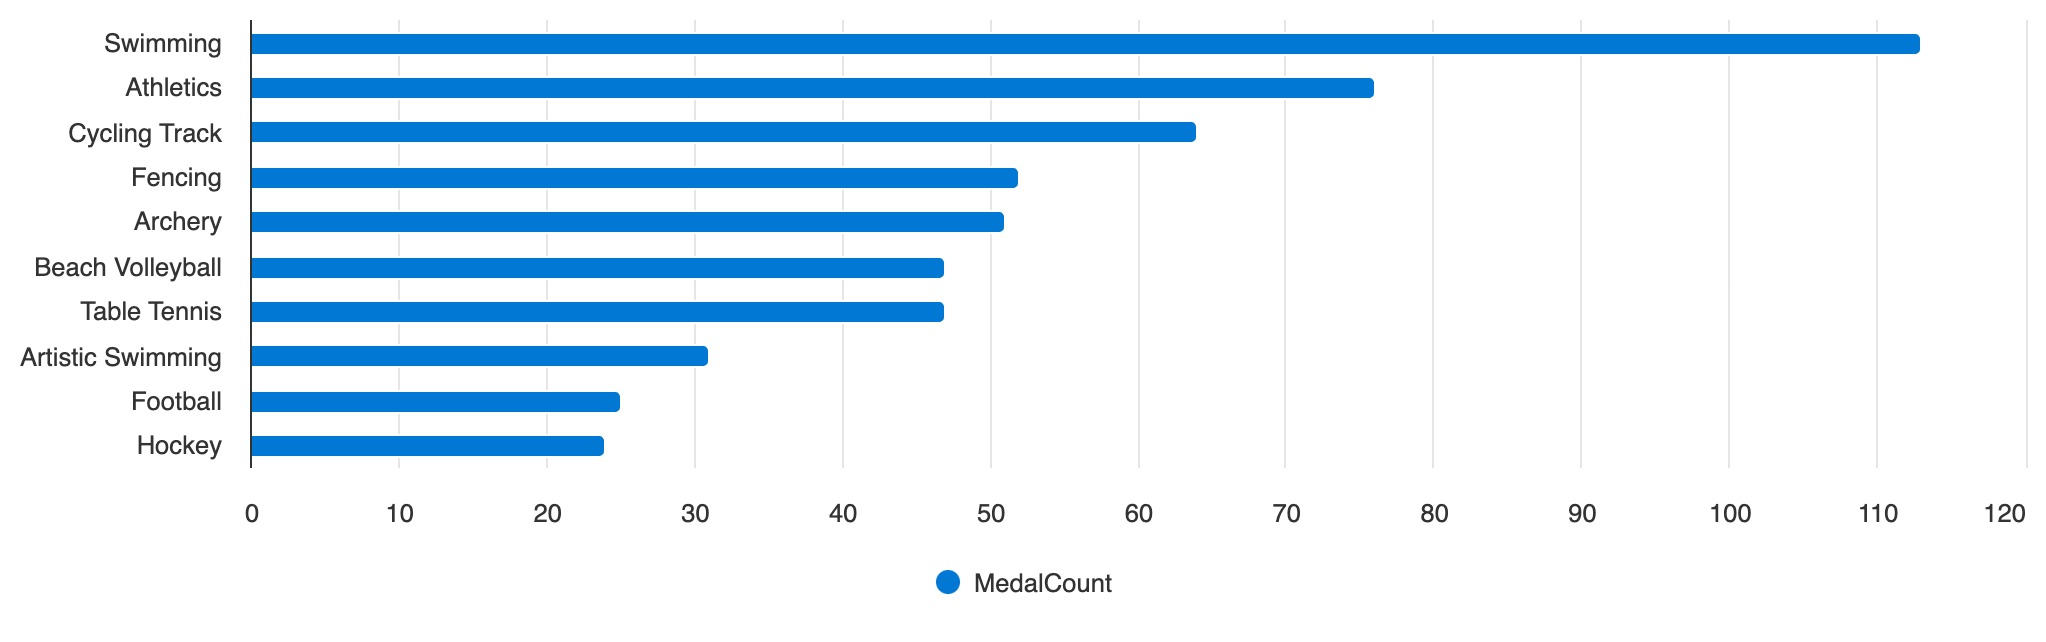 Swimming
Athletics
Cycling Track
Fencing
Archery
Beach Volleyball
Table Tennis
Artistic Swimming
Football
Hockey
0 10 20 30 40 50 60 70 80 90 100 110 120
MedalCount